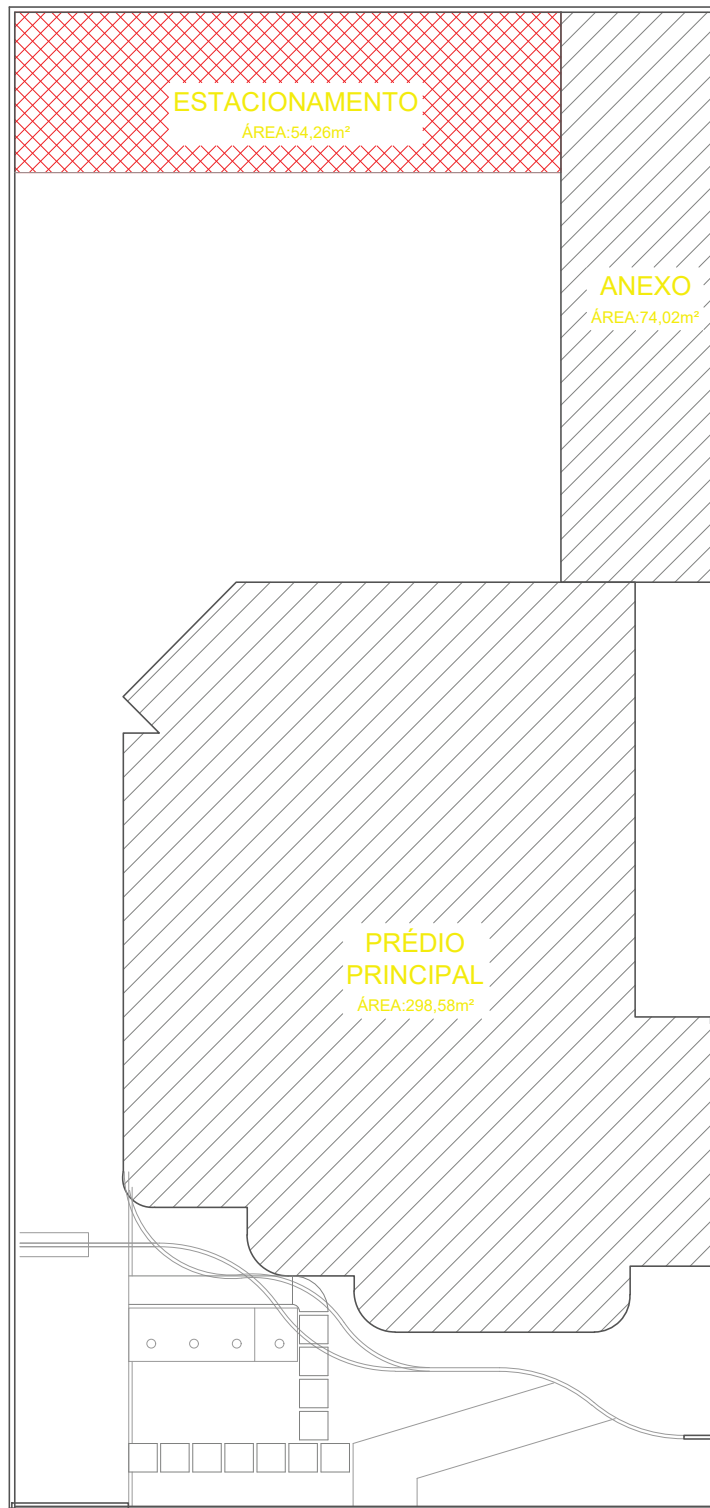 ESTACIONAMENTO
ÁREA:54,26m²
ANEXO
ÁREA:74,02m²
PRÉDIO
PRINCIPAL
ÁREA:298,58m²